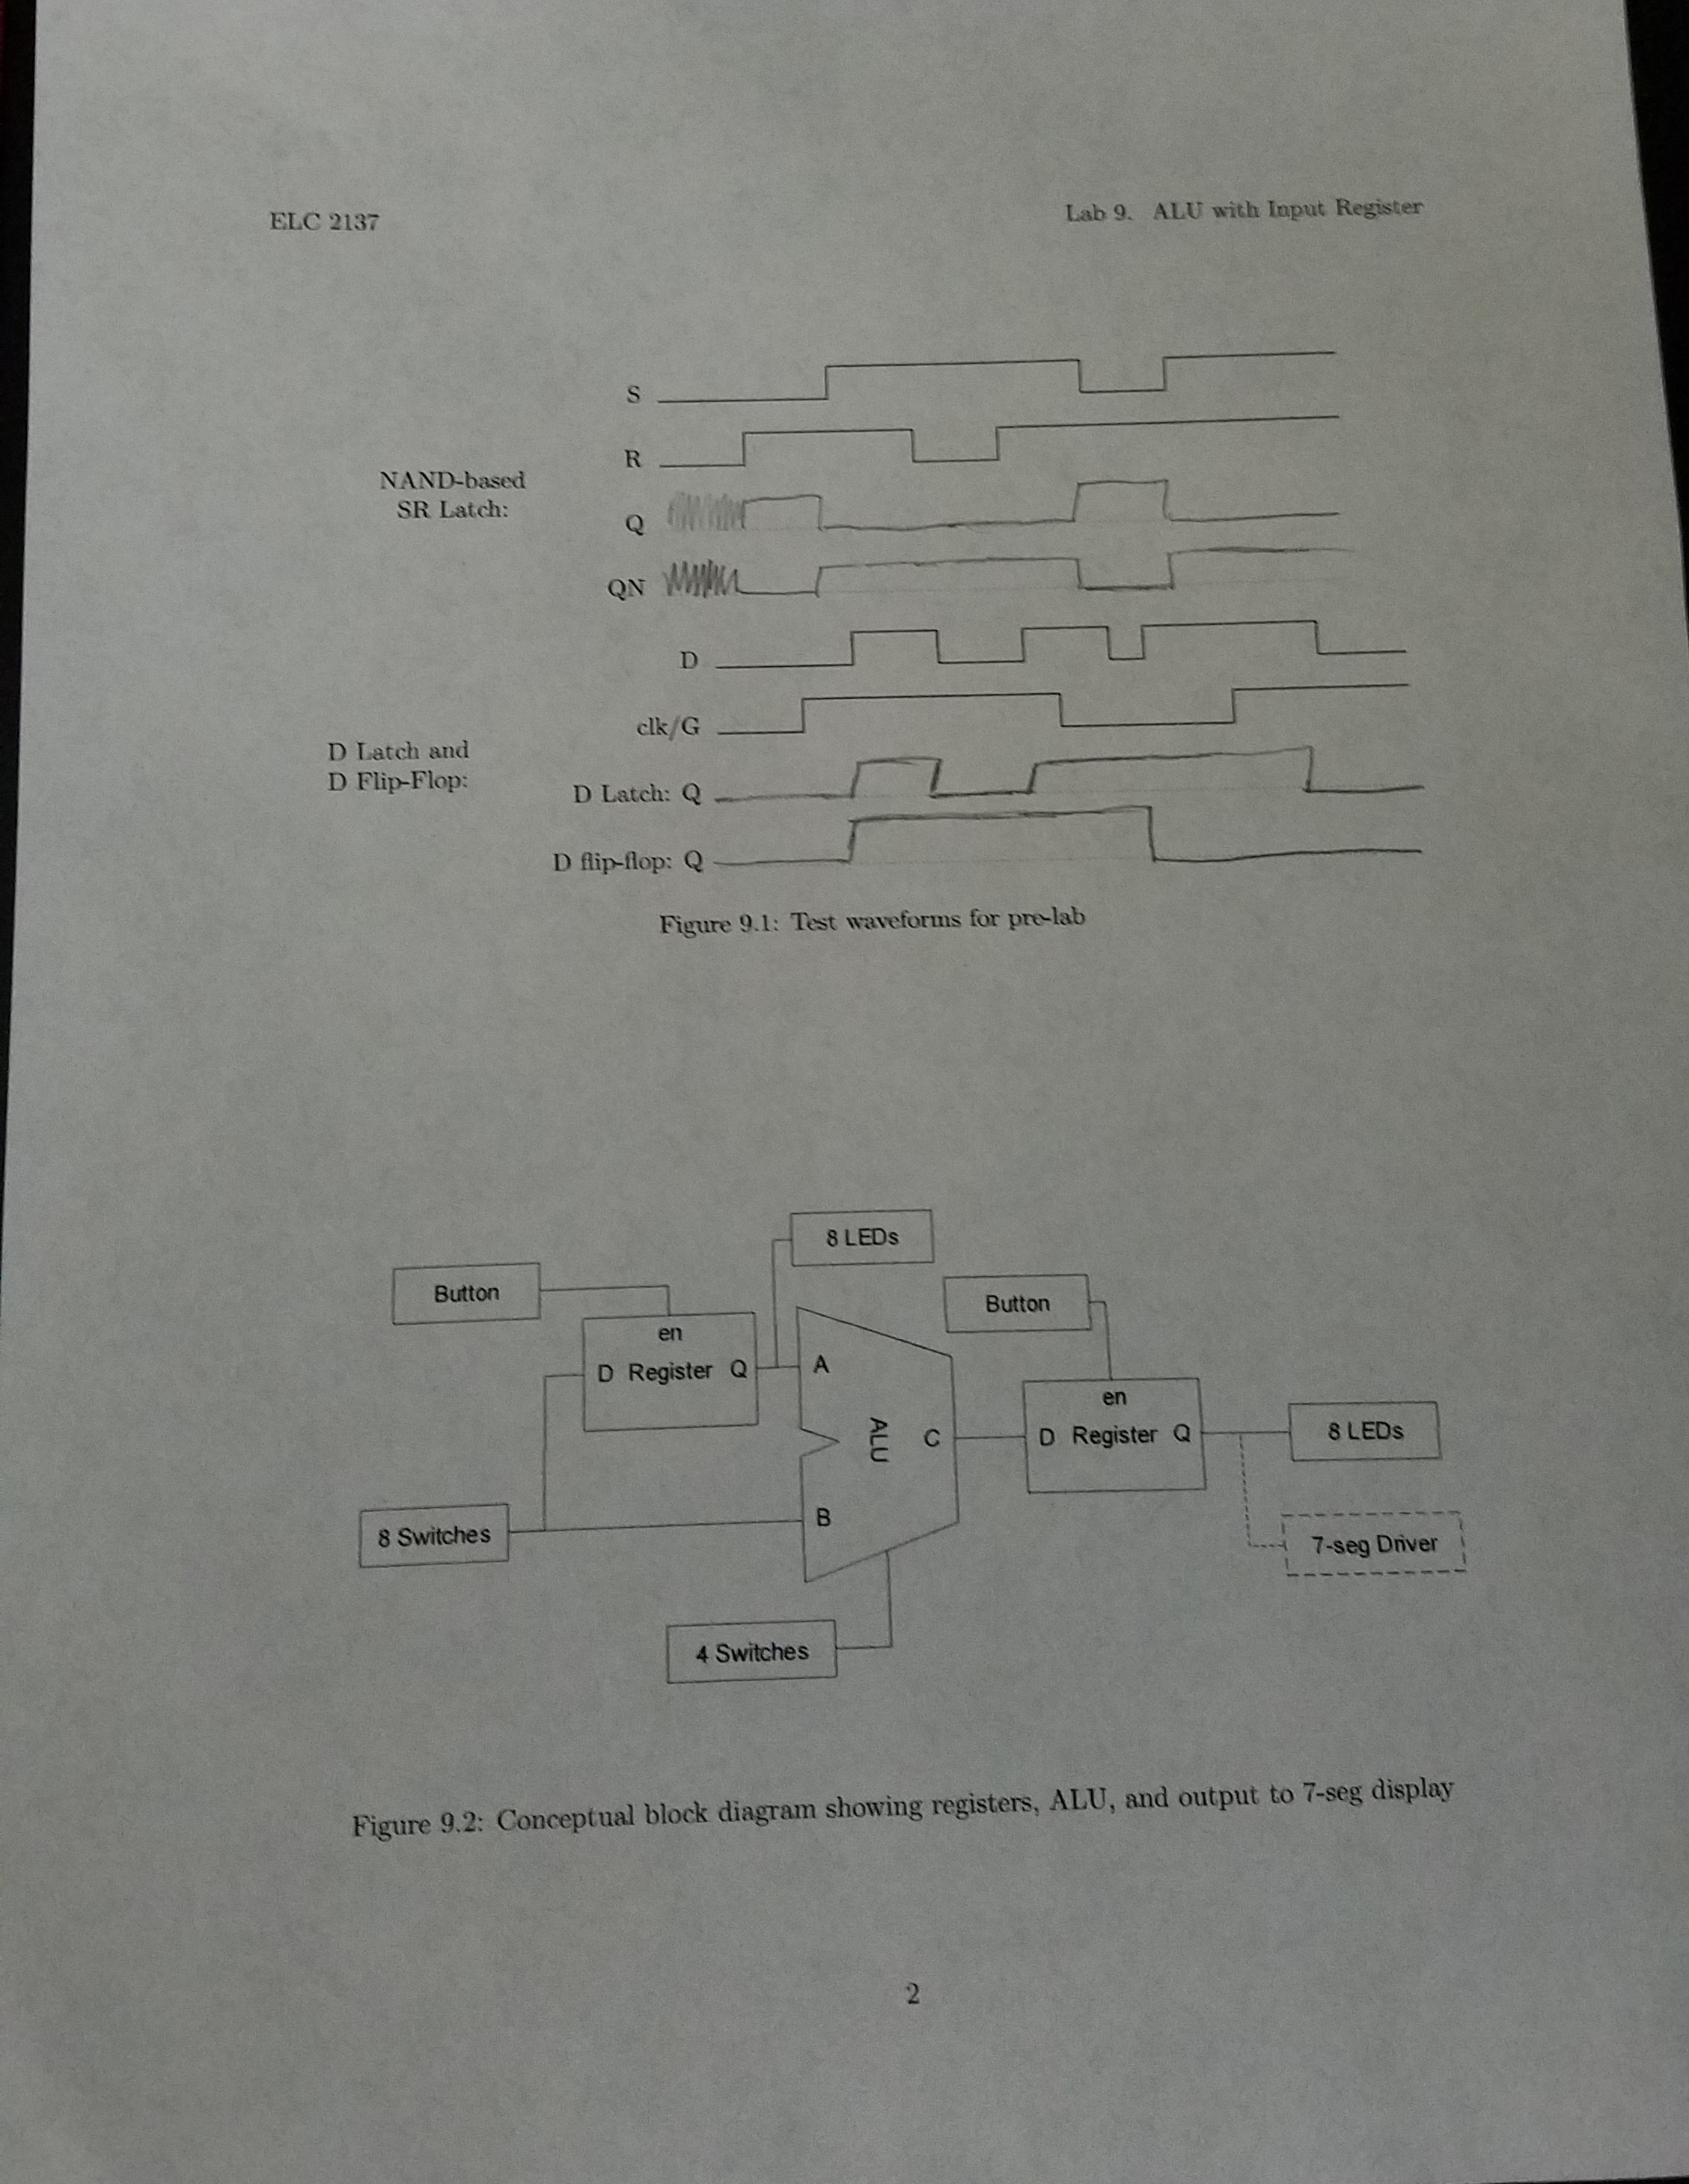 ELC 2137 Lab 9. ALU with Input Register
S
R
NAND-based
SR Latch:
Q
QN
D
clk/G
D Latch and
D Flip-Flop:
D Latch: Q
D flip-flop: Q
Figure 9.1: Test waveforms for pre-lab
8 LEDs
Button
Button
en
D Register Q
A
en
D Register Q
ALU
C
8 LEDs
B
8 Switches
7-seg Driver
4 Switches
Figure 9.2: Conceptual block diagram showing registers, ALU, and output to 7-seg display
2